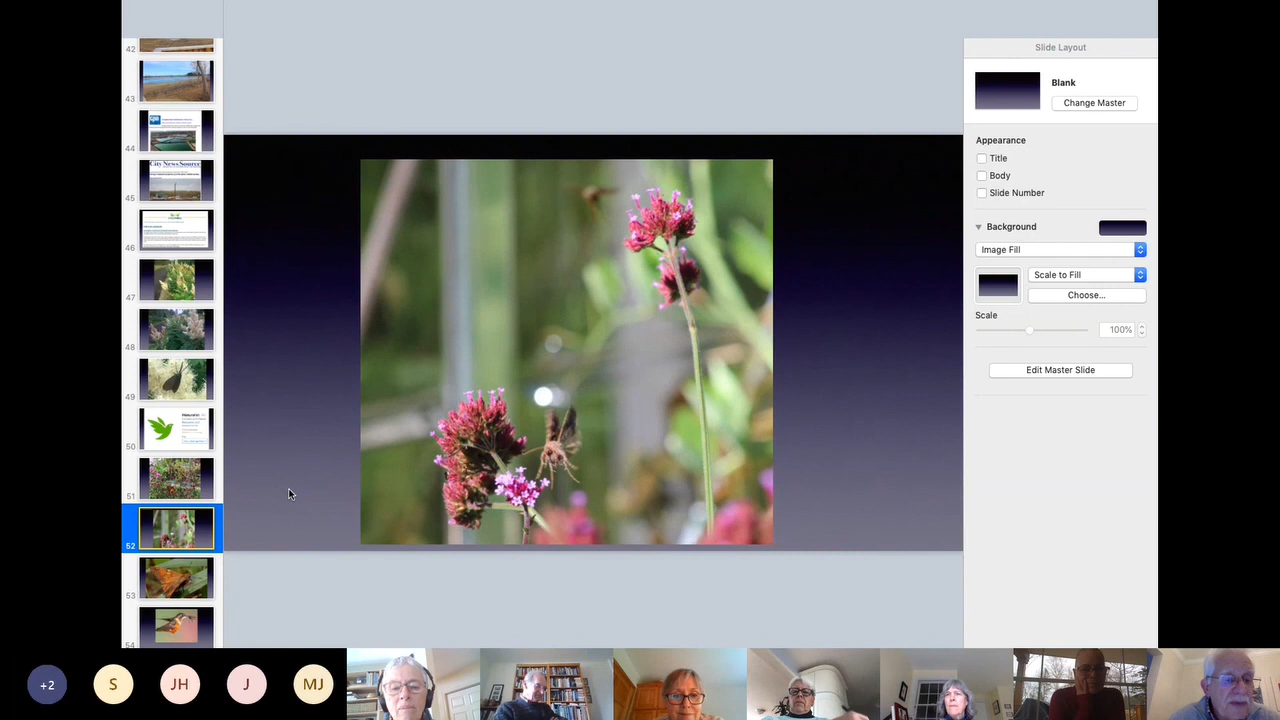 Slide Layout
Blank
Change Master
Appearance
Title
Body
Slide Number
Background
Image Fill
Scale to Fill
Choose...
Scale
100%
Edit Master Slide
42
43
44
City News Source
45
46
47
48
49
50
51
52
53
54
+2
S
JH
J
MJ